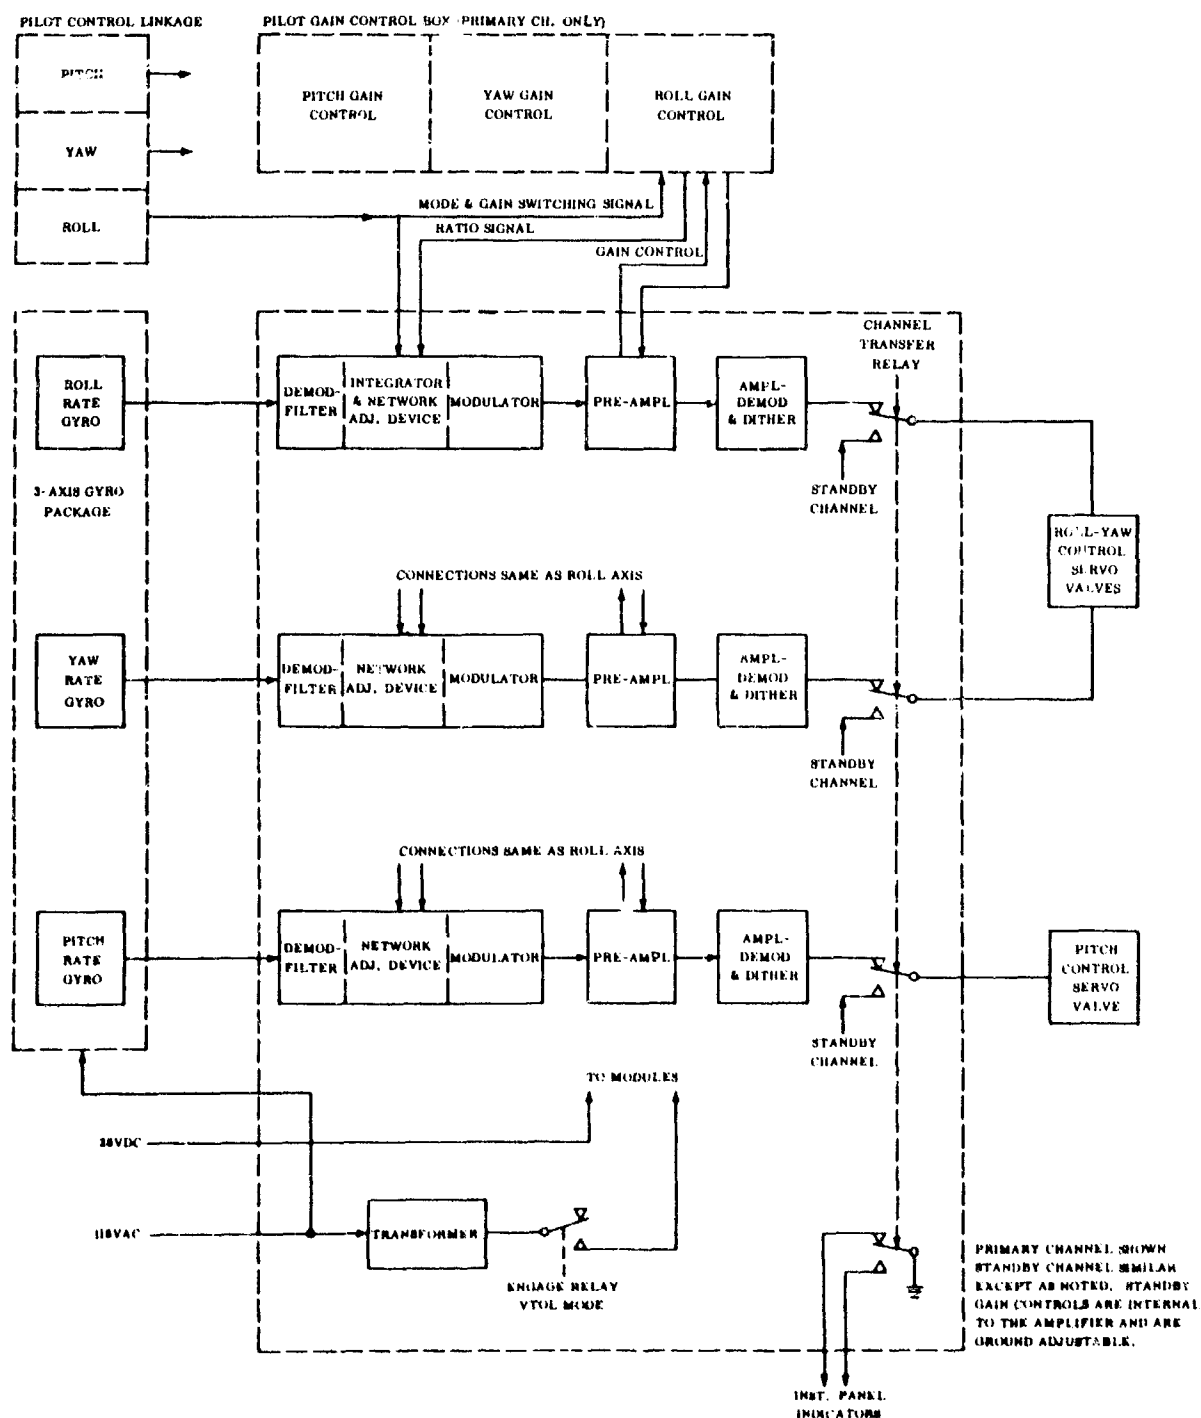 PILOT CONTROL LINKAGE
PILOT GAIN CONTROL BOX (PRIMARY CH. ONLY)
PITCH
YAW
ROLL
PITCH GAIN
CONTROL
YAW GAIN
CONTROL
ROLL GAIN
CONTROL
MODE & GAIN SWITCHING SIGNAL
RATIO SIGNAL
GAIN CONTROL
CHANNEL
TRANSFER
RELAY
ROLL
RATE
GYRO
DEMOD-
FILTER
INTEGRATOR
& NETWORK
ADJ. DEVICE
MODULATOR
PRE-AMPL
AMPL-
DEMOD
& DITHER
STANDBY
CHANNEL
3-AXIS GYRO
PACKAGE
ROLL-YAW
CONTROL
SERVO
VALVES
CONNECTIONS SAME AS ROLL AXIS
YAW
RATE
GYRO
DEMOD-
FILTER
NETWORK
ADJ. DEVICE
MODULATOR
PRE-AMPL
AMPL-
DEMOD
& DITHER
STANDBY
CHANNEL
CONNECTIONS SAME AS ROLL AXIS
PITCH
RATE
GYRO
DEMOD-
FILTER
NETWORK
ADJ. DEVICE
MODULATOR
PRE-AMPL
AMPL-
DEMOD
& DITHER
PITCH
CONTROL
SERVO
VALVE
STANDBY
CHANNEL
TO MODULES
28VDC
115VAC
TRANSFORMER
ENGAGE RELAY
VTOL MODE
PRIMARY CHANNEL SHOWN
STANDBY CHANNEL SIMILAR
EXCEPT AS NOTED. STANDBY
GAIN CONTROLS ARE INTERNAL
TO THE AMPLIFIER AND ARE
GROUND ADJUSTABLE.
INST. PANEL
INDICATORS